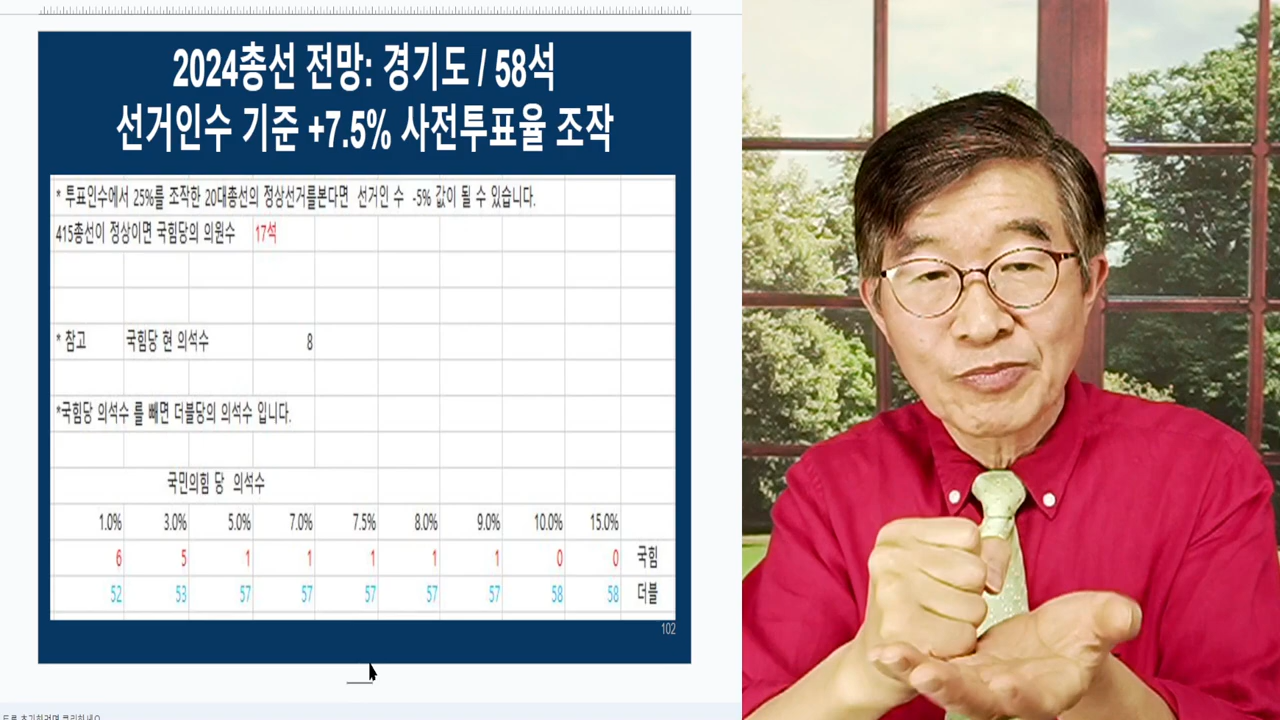 2024총선 전망: 경기도 / 58석
선거인수 기준 +7.5% 사전투표율 조작
* 투표인수에서 25%를 조작한 20대총선의 정상선거를본다면 선거인 수 -5% 값이 될 수 있습니다.
415총선이 정상이면 국힘당의 의원수 17석
* 참고 국힘당 현 의석수 8
*국힘당 의석수 를 빼면 더블당의 의석수 입니다.
국민의힘 당 의석수
1.0% 3.0% 5.0% 7.0% 7.5% 8.0% 9.0% 10.0% 15.0%
6 5 1 1 1 1 1 0 0 국힘
52 53 57 57 57 57 57 58 58 더블
102